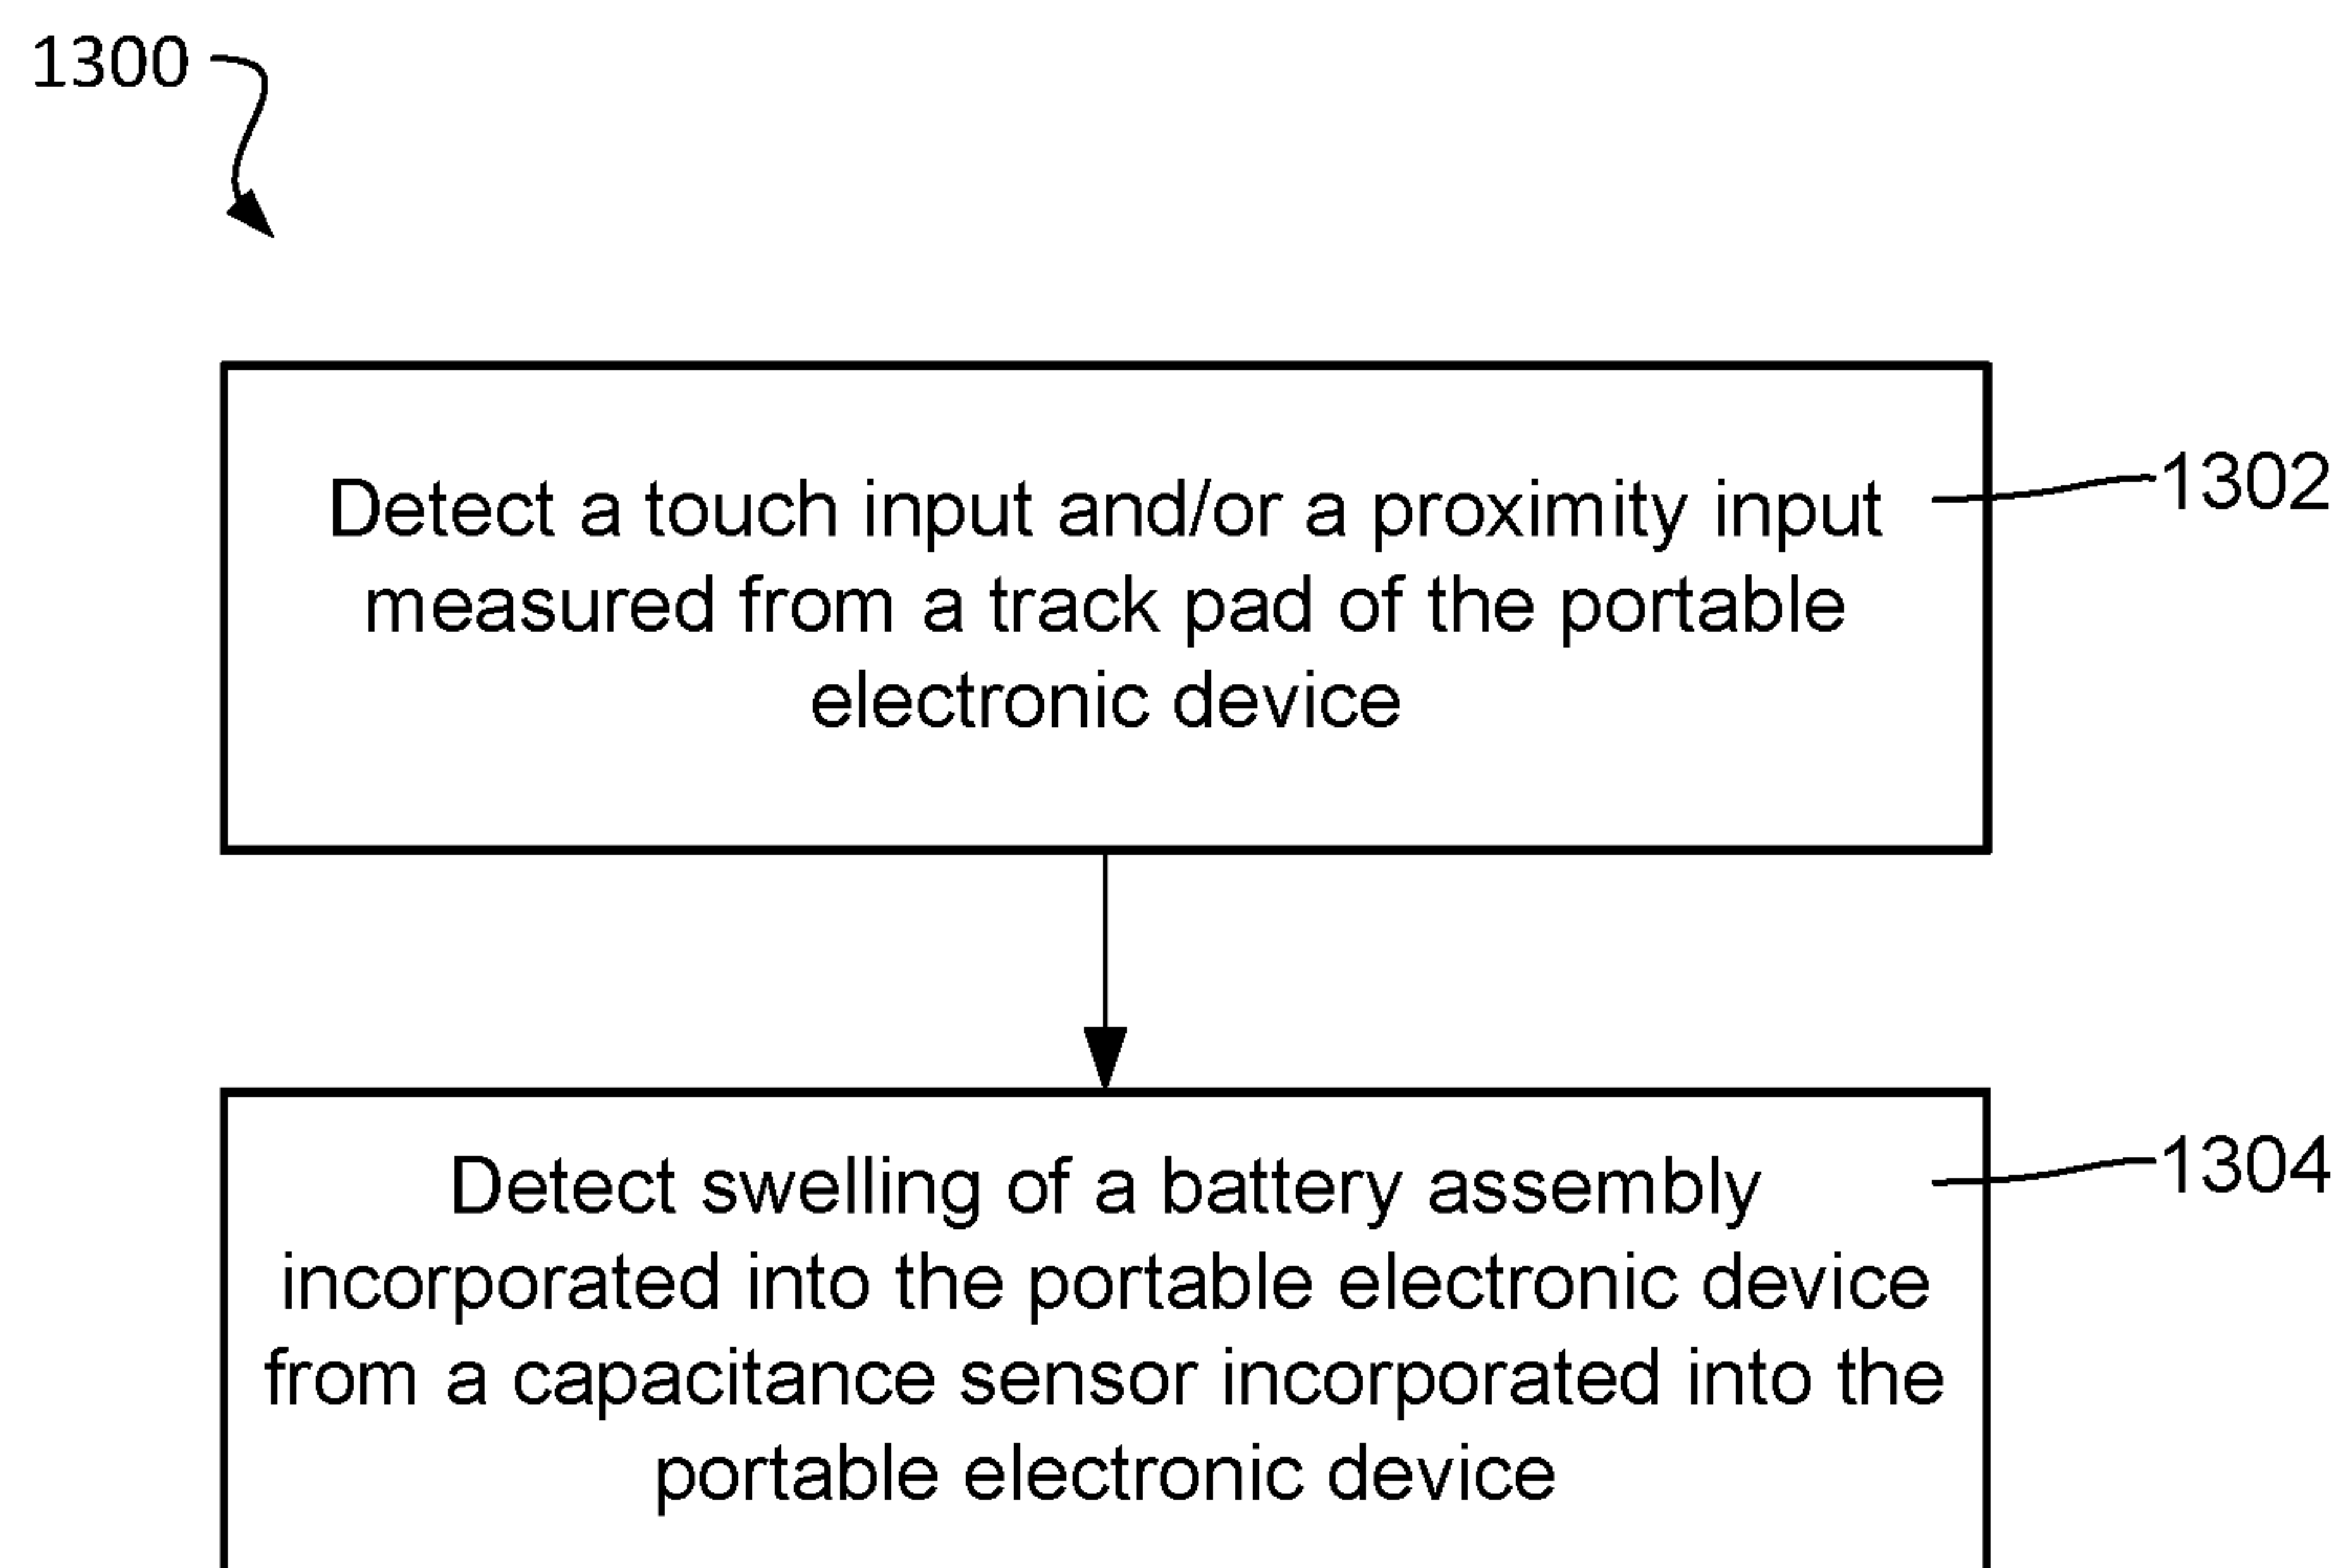 1300
Detect a touch input and/or a proximity input
measured from a track pad of the portable
electronic device
1302
Detect swelling of a battery assembly
incorporated into the portable electronic device
from a capacitance sensor incorporated into the
portable electronic device
1304